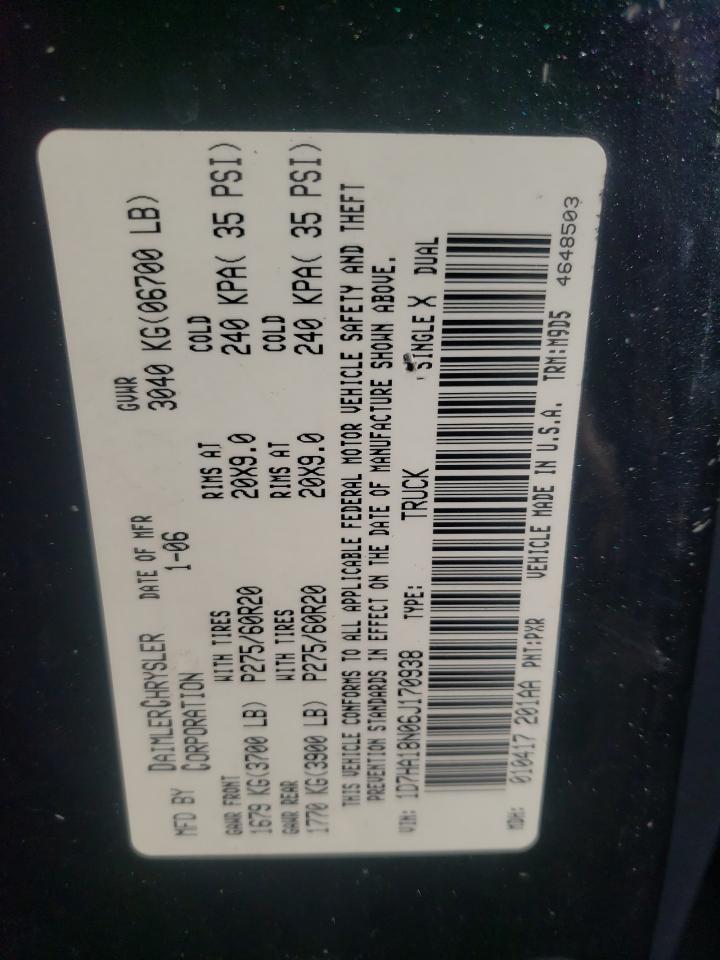 MFD BY DAIMLERCHRYSLER CORPORATION DATE OF MFR 1-06 GVWR 3040 KG(06700 LB)
GAWR FRONT WITH TIRES RIMS AT COLD
1679 KG(3700 LB) P275/60R20 20X9.0 240 KPA( 35 PSI)
GAWR REAR WITH TIRES RIMS AT COLD
1770 KG(3900 LB) P275/60R20 20X9.0 240 KPA( 35 PSI)
THIS VEHICLE CONFORMS TO ALL APPLICABLE FEDERAL MOTOR VEHICLE SAFETY AND THEFT
PREVENTION STANDARDS IN EFFECT ON THE DATE OF MANUFACTURE SHOWN ABOVE.
VIN: 1D7HA18N06J170938 TYPE: TRUCK SINGLE X DUAL
MDH: 010417 201AA PNT:PXR VEHICLE MADE IN U.S.A. TRM:M9D5 4648503